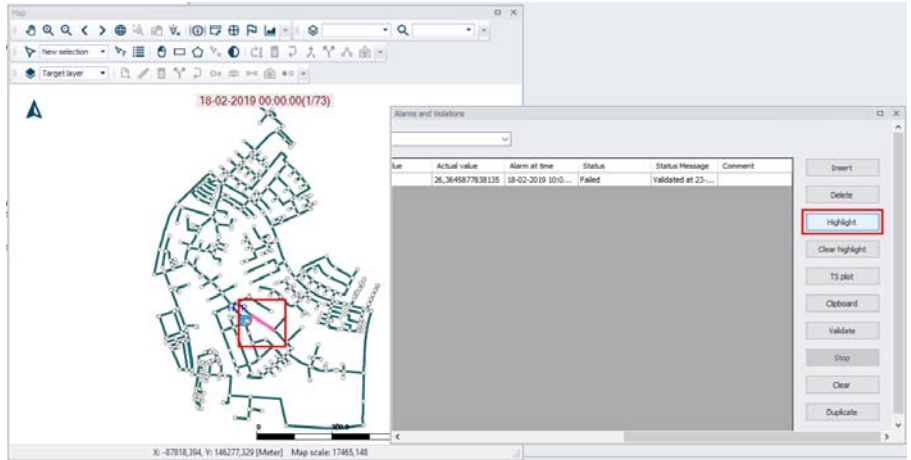 Map
New selection
Target layer
18-02-2019 00:00:00(1/73)
Alarms and Violations
lue Actual value Alarm at time Status Status Message Comment
26,3645877838135 18-02-2019 10:0... Failed Validated at 23-...
Insert
Delete
Highlight
Clear highlight
TS plot
Clipboard
Validate
Stop
Clear
Duplicate
0
X: -87818,394, Y: 146277,329 [Meter] Map scale: 17465,148